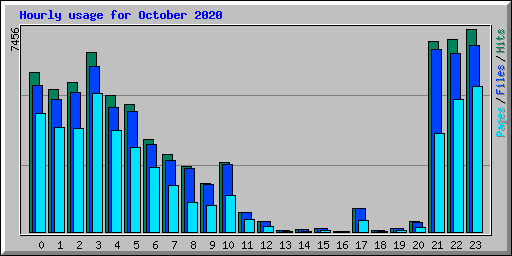 Hourly usage for October 2020
7456
Pages/Files/Hits
0 1 2 3 4 5 6 7 8 9 10 11 12 13 14 15 16 17 18 19 20 21 22 23